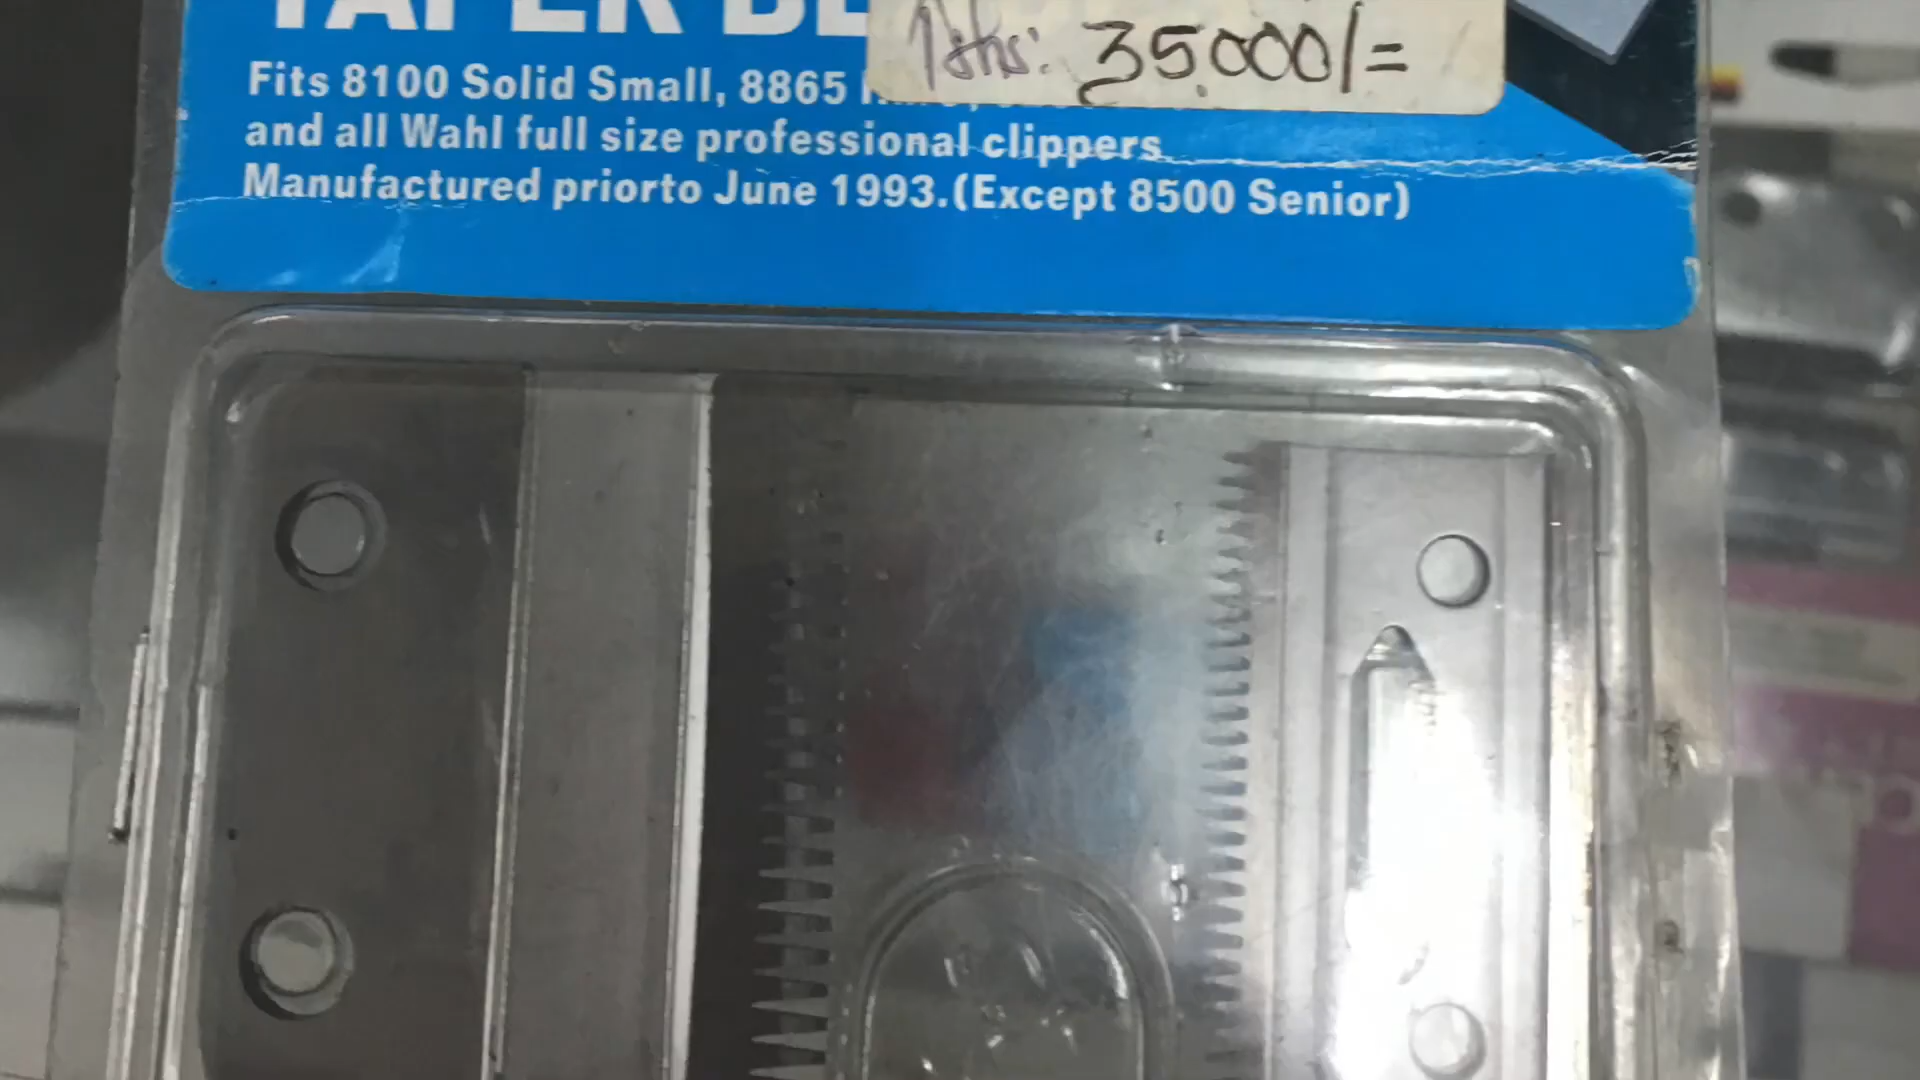 TAPER
35,000/=
Fits 8100 Solid Small, 8865
and all Wahl full size professional clippers
Manufactured priorto June 1993.(Except 8500 Senior)